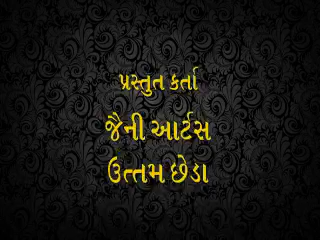 પ્રસ્તુત કર્તા
જૈની આર્ટસ
ઉત્તમ છેડા